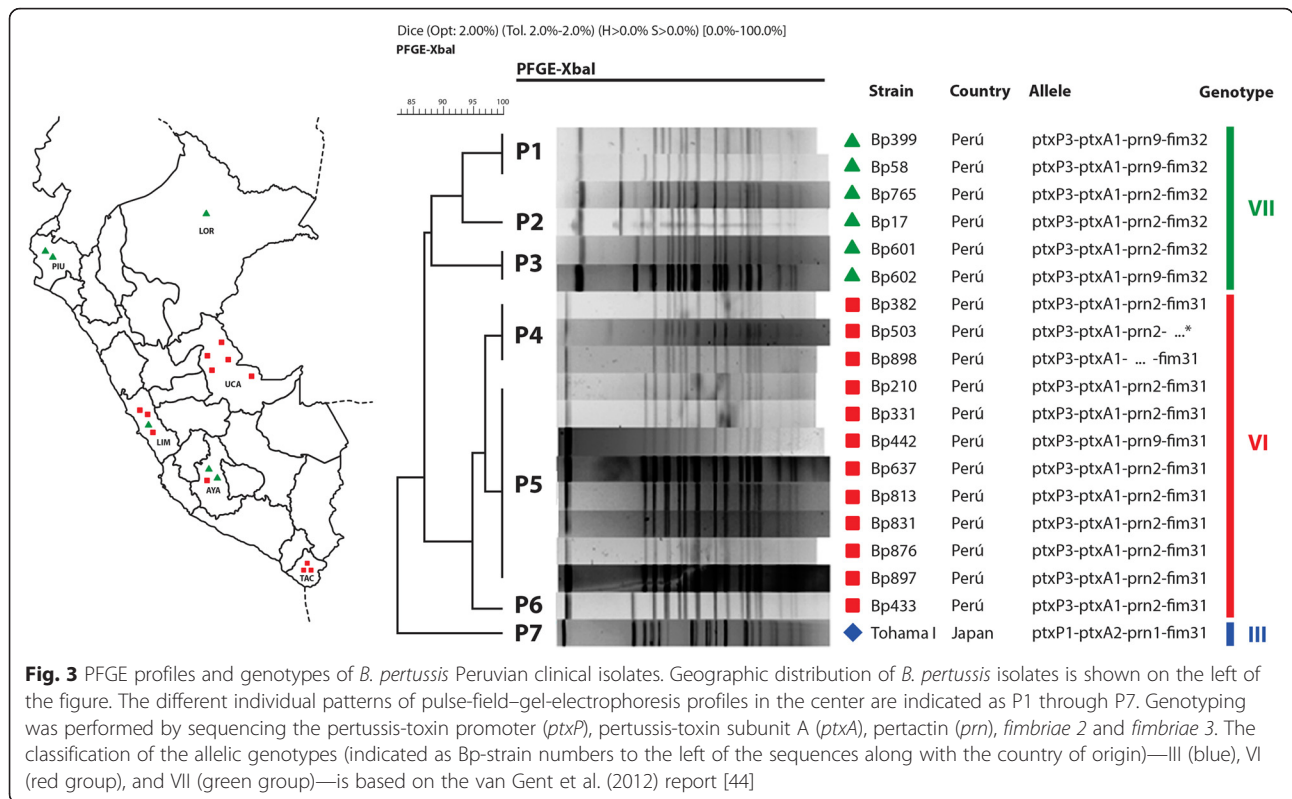 Dice (Opt: 2.00%) (Tol. 2.0%-2.0%) (H>0.0% S>0.0%) [0.0%-100.0%]
PFGE-XbaI
PFGE-XbaI
85 90 95 100
Strain Country Allele Genotype
P1
P2
P3
P4
P5
P6
P7
Bp399 Perú ptxP3-ptxA1-prn9-fim32
Bp58 Perú ptxP3-ptxA1-prn9-fim32
Bp765 Perú ptxP3-ptxA1-prn2-fim32
Bp17 Perú ptxP3-ptxA1-prn2-fim32
Bp601 Perú ptxP3-ptxA1-prn2-fim32
Bp602 Perú ptxP3-ptxA1-prn9-fim32
Bp382 Perú ptxP3-ptxA1-prn2-fim31
Bp503 Perú ptxP3-ptxA1-prn2- ...*
Bp898 Perú ptxP3-ptxA1- ... -fim31
Bp210 Perú ptxP3-ptxA1-prn2-fim31
Bp331 Perú ptxP3-ptxA1-prn2-fim31
Bp442 Perú ptxP3-ptxA1-prn9-fim31
Bp637 Perú ptxP3-ptxA1-prn2-fim31
Bp813 Perú ptxP3-ptxA1-prn2-fim31
Bp831 Perú ptxP3-ptxA1-prn2-fim31
Bp876 Perú ptxP3-ptxA1-prn2-fim31
Bp897 Perú ptxP3-ptxA1-prn2-fim31
Bp433 Perú ptxP3-ptxA1-prn2-fim31
Tohama I Japan ptxP1-ptxA2-prn1-fim31
VII
VI
III
LOR
PIU
UCA
LIM
AYA
TAC
Fig. 3 PFGE profiles and genotypes of B. pertussis Peruvian clinical isolates. Geographic distribution of B. pertussis isolates is shown on the left of
the figure. The different individual patterns of pulse-field–gel-electrophoresis profiles in the center are indicated as P1 through P7. Genotyping
was performed by sequencing the pertussis-toxin promoter (ptxP), pertussis-toxin subunit A (ptxA), pertactin (prn), fimbriae 2 and fimbriae 3. The
classification of the allelic genotypes (indicated as Bp-strain numbers to the left of the sequences along with the country of origin)—III (blue), VI
(red group), and VII (green group)—is based on the van Gent et al. (2012) report [44]